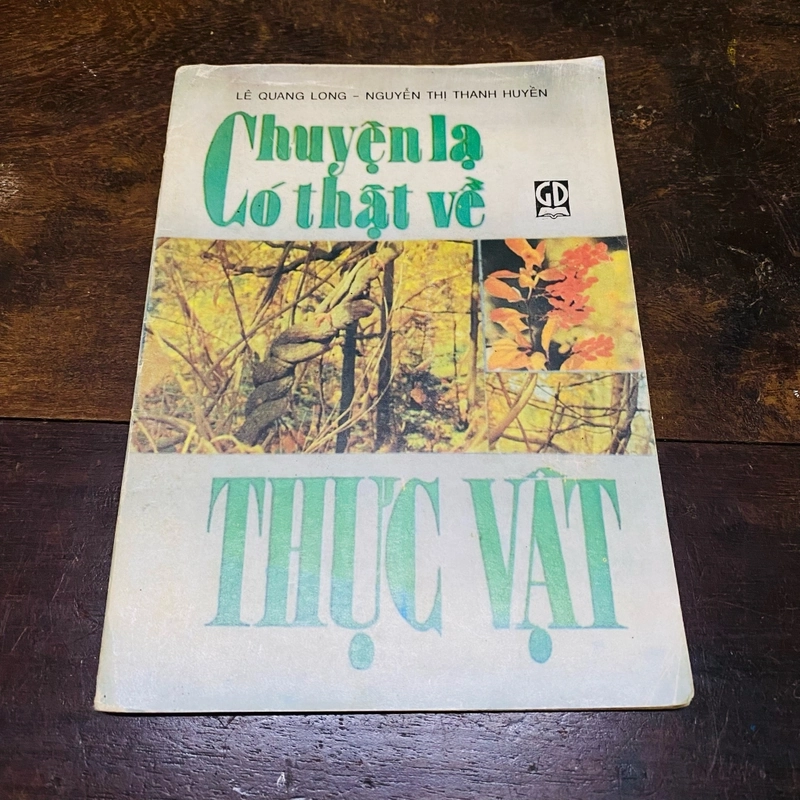 LÊ QUANG LONG - NGUYỄN THỊ THANH HUYỀN
Chuyện lạ
Có thật về
GD
THỰC VẬT